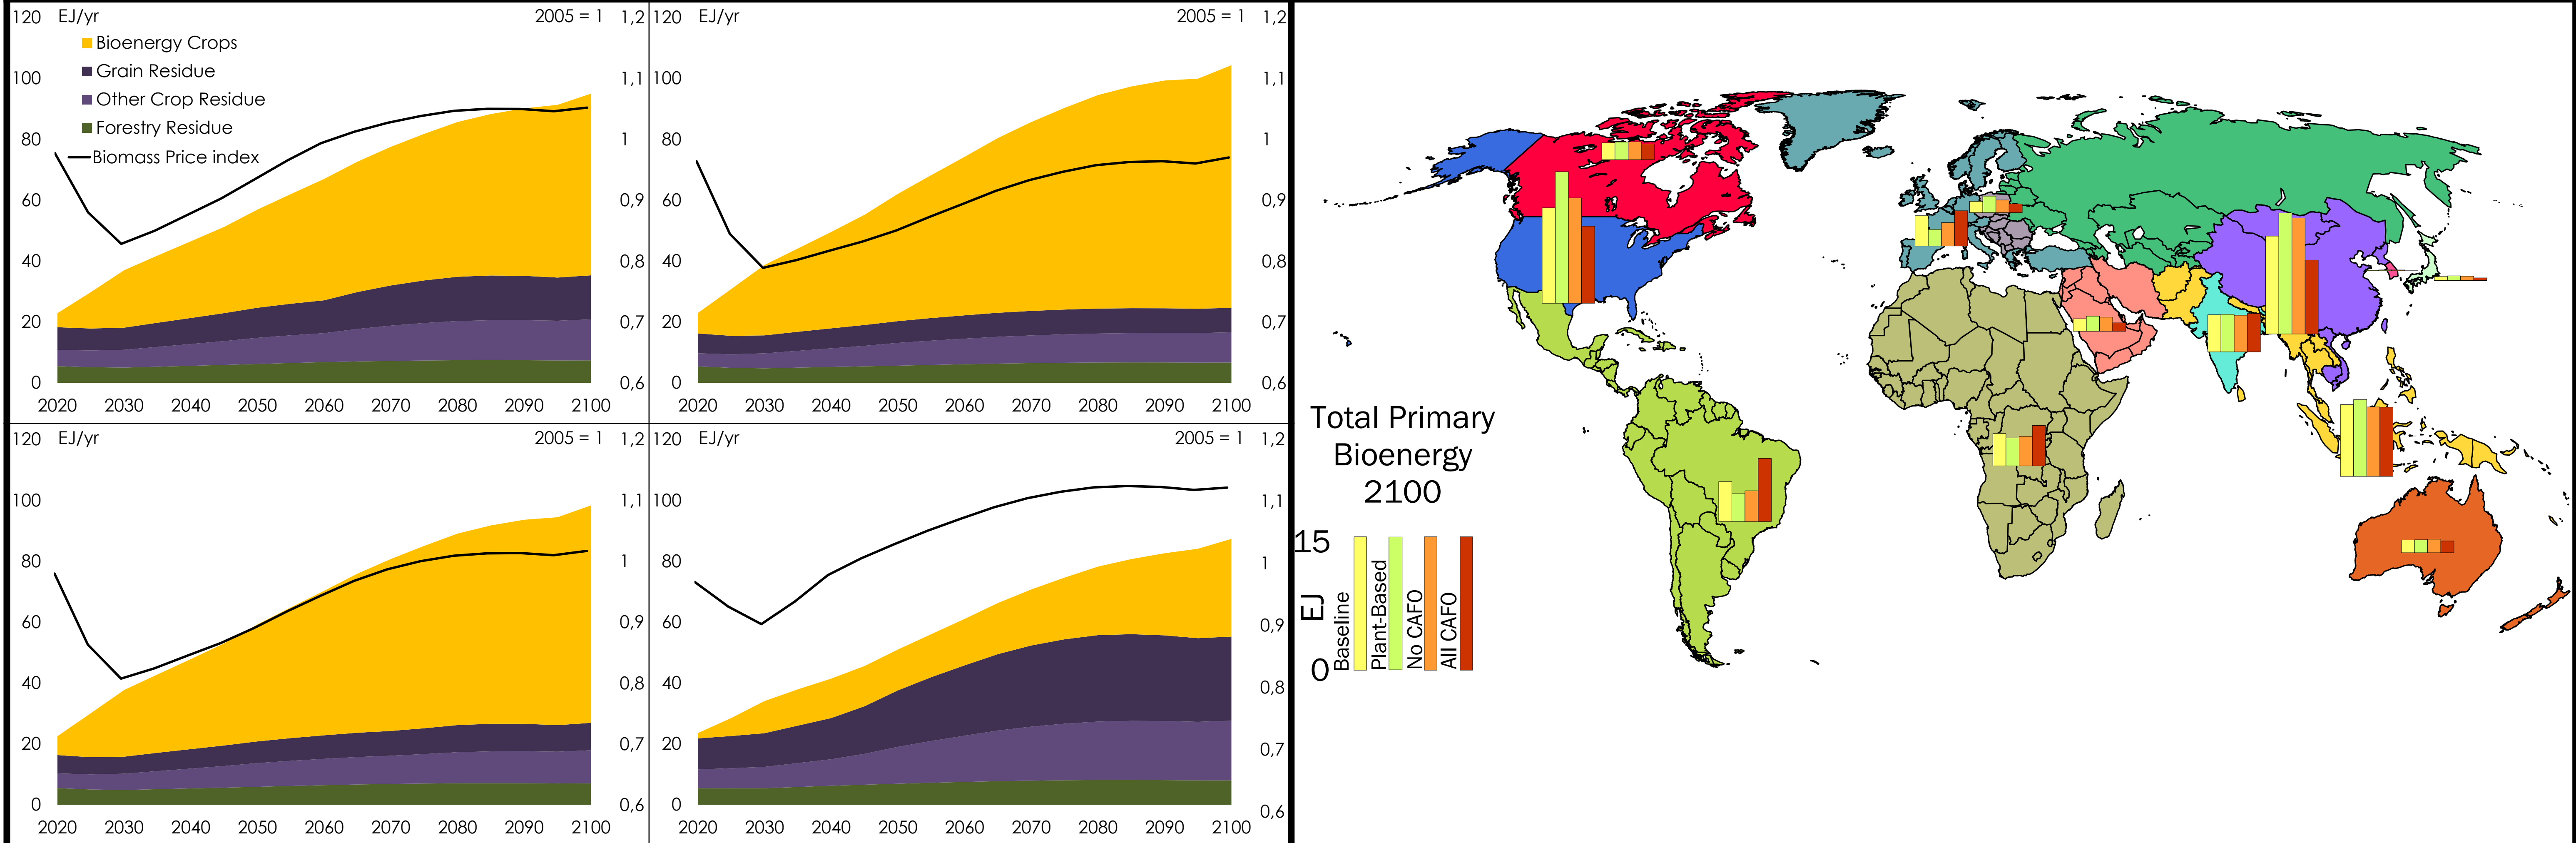 120 EJ/yr 2005 = 1 1,2
Bioenergy Crops
Grain Residue
Other Crop Residue
Forestry Residue
Biomass Price index
100 1,1
80 1
60 0,9
40 0,8
20 0,7
0 0,6
2020 2030 2040 2050 2060 2070 2080 2090 2100
120 EJ/yr 2005 = 1 1,2
100 1,1
80 1
60 0,9
40 0,8
20 0,7
0 0,6
2020 2030 2040 2050 2060 2070 2080 2090 2100
120 EJ/yr 2005 = 1 1,2
100 1,1
80 1
60 0,9
40 0,8
20 0,7
0 0,6
2020 2030 2040 2050 2060 2070 2080 2090 2100
120 EJ/yr 2005 = 1 1,2
100 1,1
80 1
60 0,9
40 0,8
20 0,7
0 0,6
2020 2030 2040 2050 2060 2070 2080 2090 2100
Total Primary
Bioenergy
2100
15
EJ
0
Baseline
Plant-Based
No CAFO
All CAFO